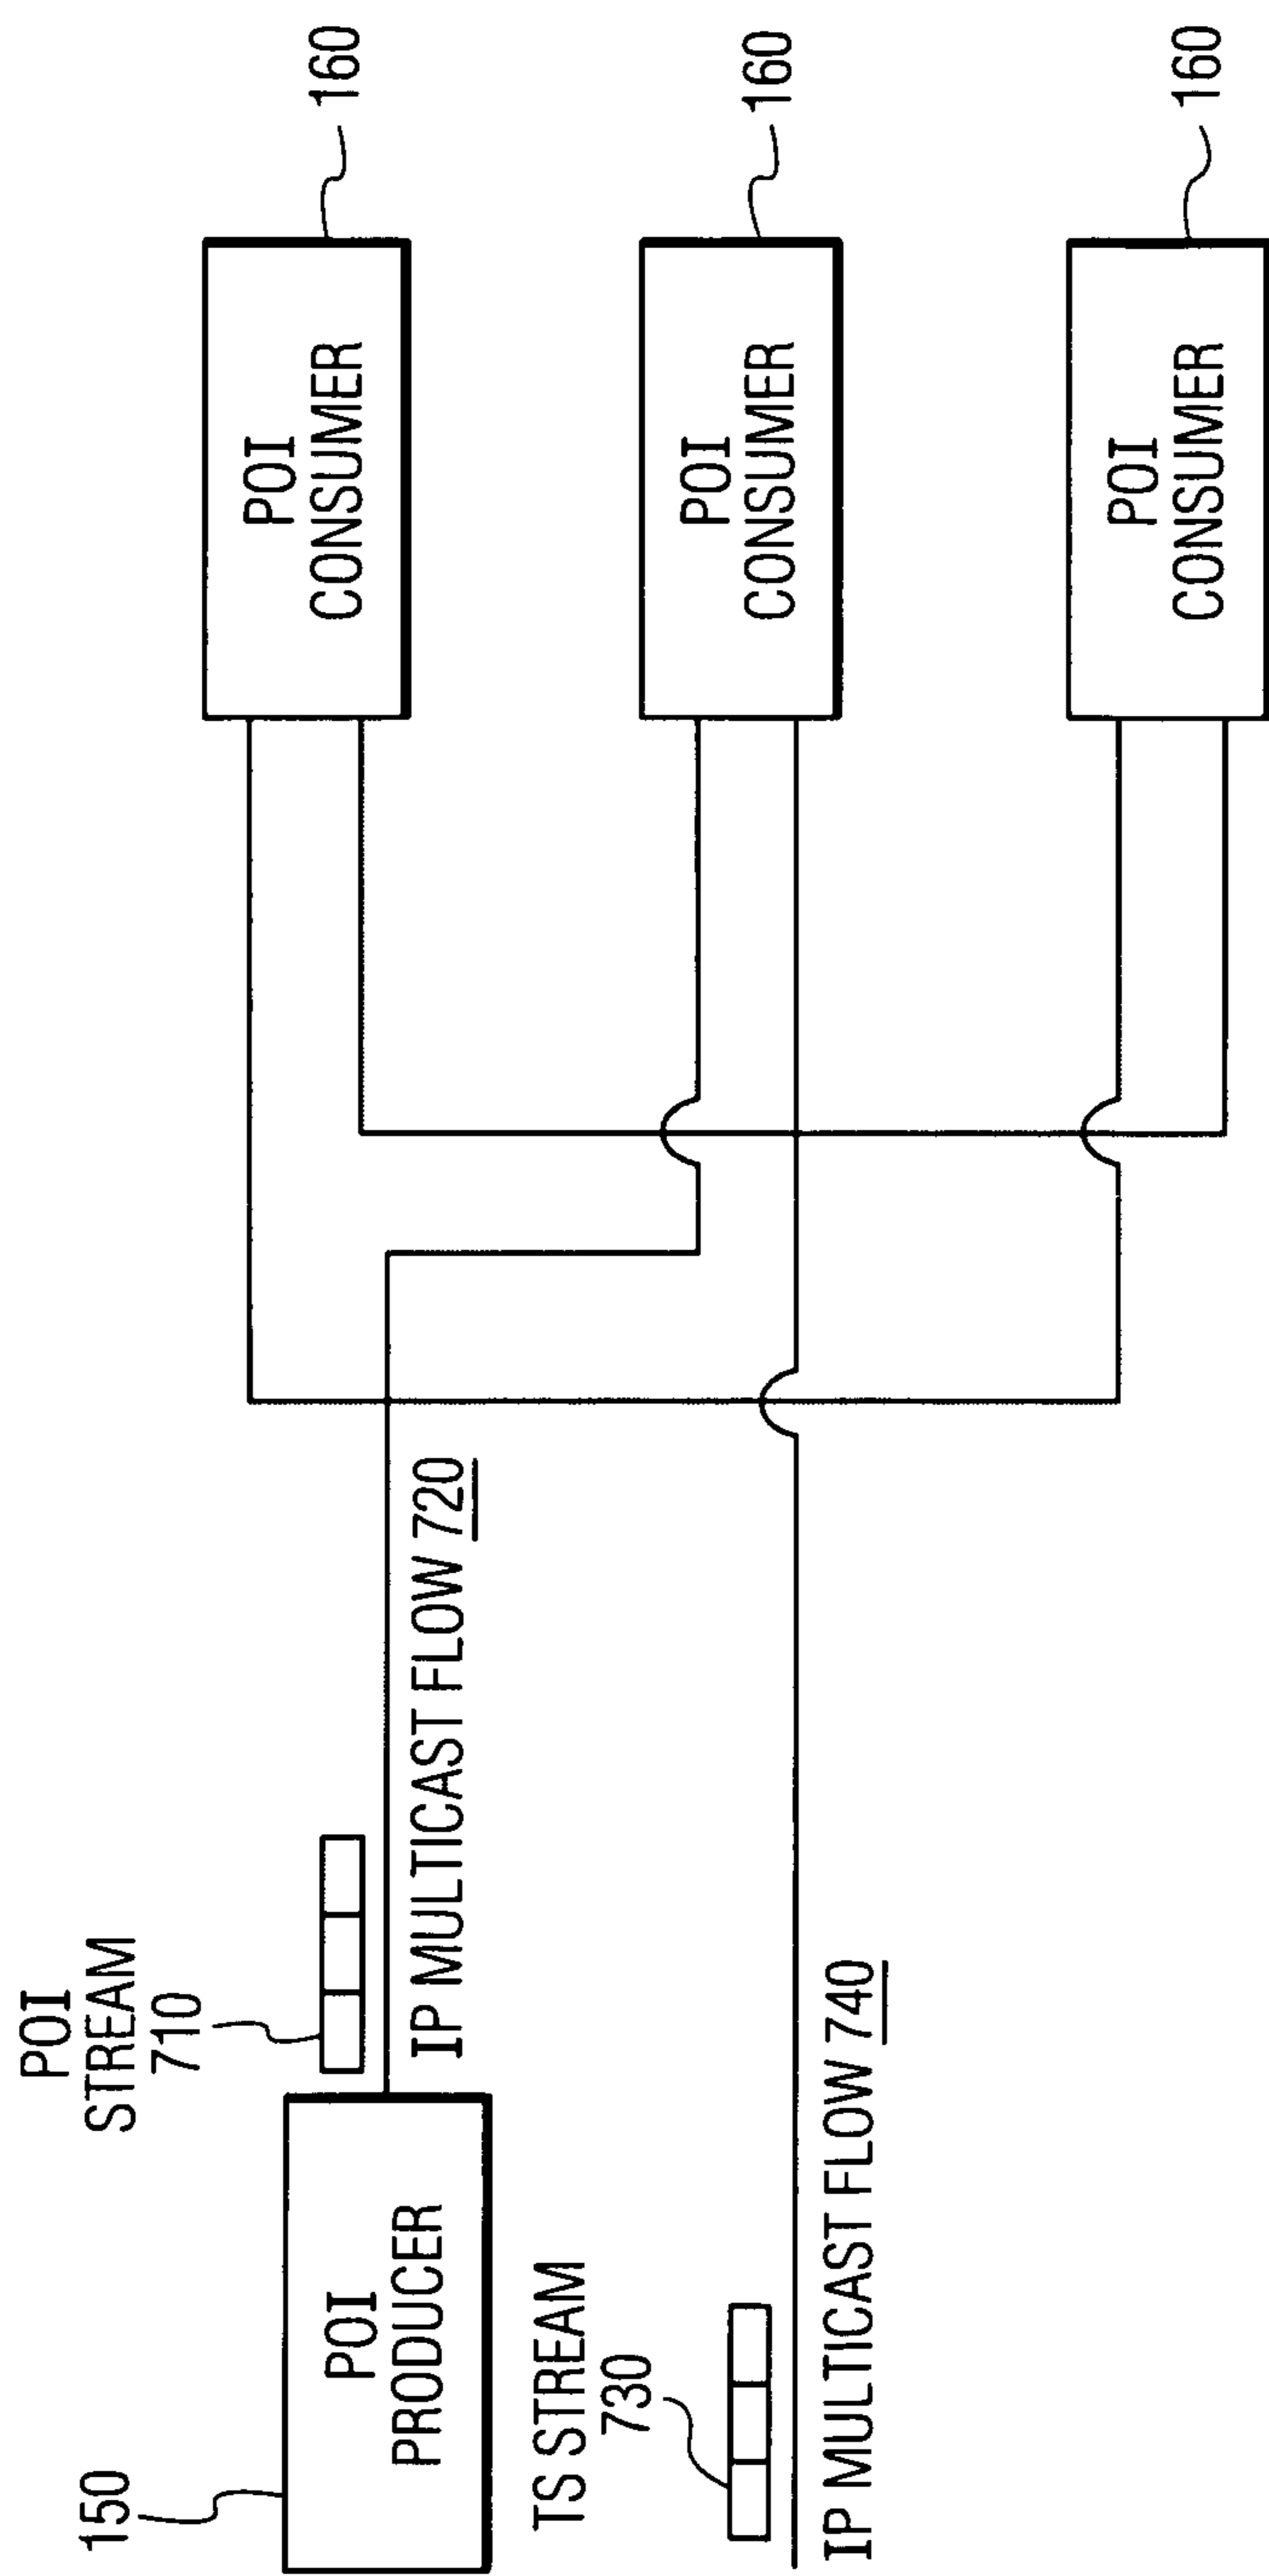 150
POI
PRODUCER
POI
STREAM
710
IP MULTICAST FLOW 720
TS STREAM
730
IP MULTICAST FLOW 740
POI
CONSUMER
160
POI
CONSUMER
160
POI
CONSUMER
160